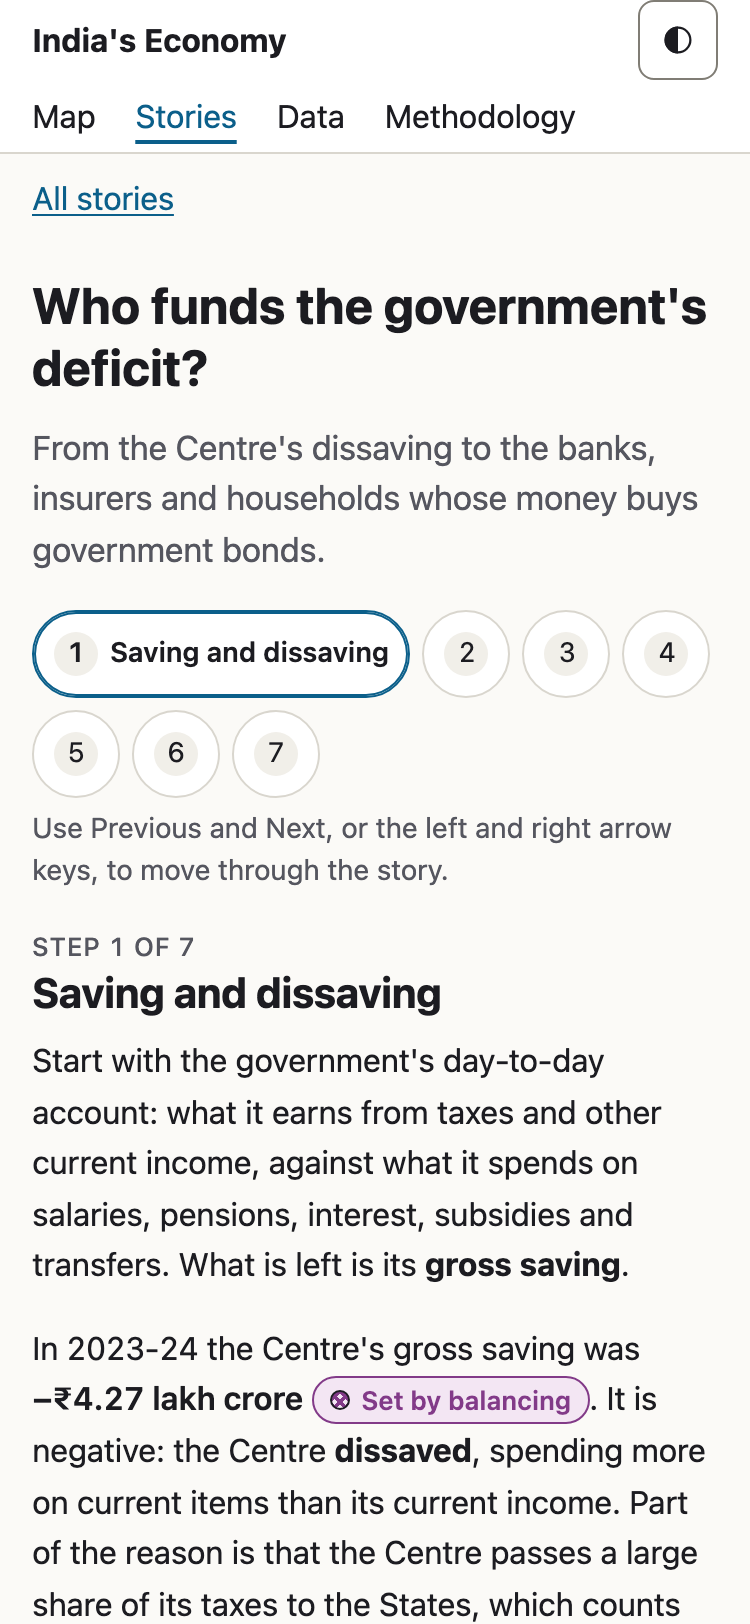 India's Economy
Map Stories Data Methodology
All stories
Who funds the government's
deficit?
From the Centre's dissaving to the banks,
insurers and households whose money buys
government bonds.
1 Saving and dissaving 2 3 4
5 6 7
Use Previous and Next, or the left and right arrow
keys, to move through the story.
STEP 1 OF 7
Saving and dissaving
Start with the government's day-to-day
account: what it earns from taxes and other
current income, against what it spends on
salaries, pensions, interest, subsidies and
transfers. What is left is its gross saving.
In 2023-24 the Centre's gross saving was
−₹4.27 lakh crore Set by balancing. It is
negative: the Centre dissaved, spending more
on current items than its current income. Part
of the reason is that the Centre passes a large
share of its taxes to the States, which counts